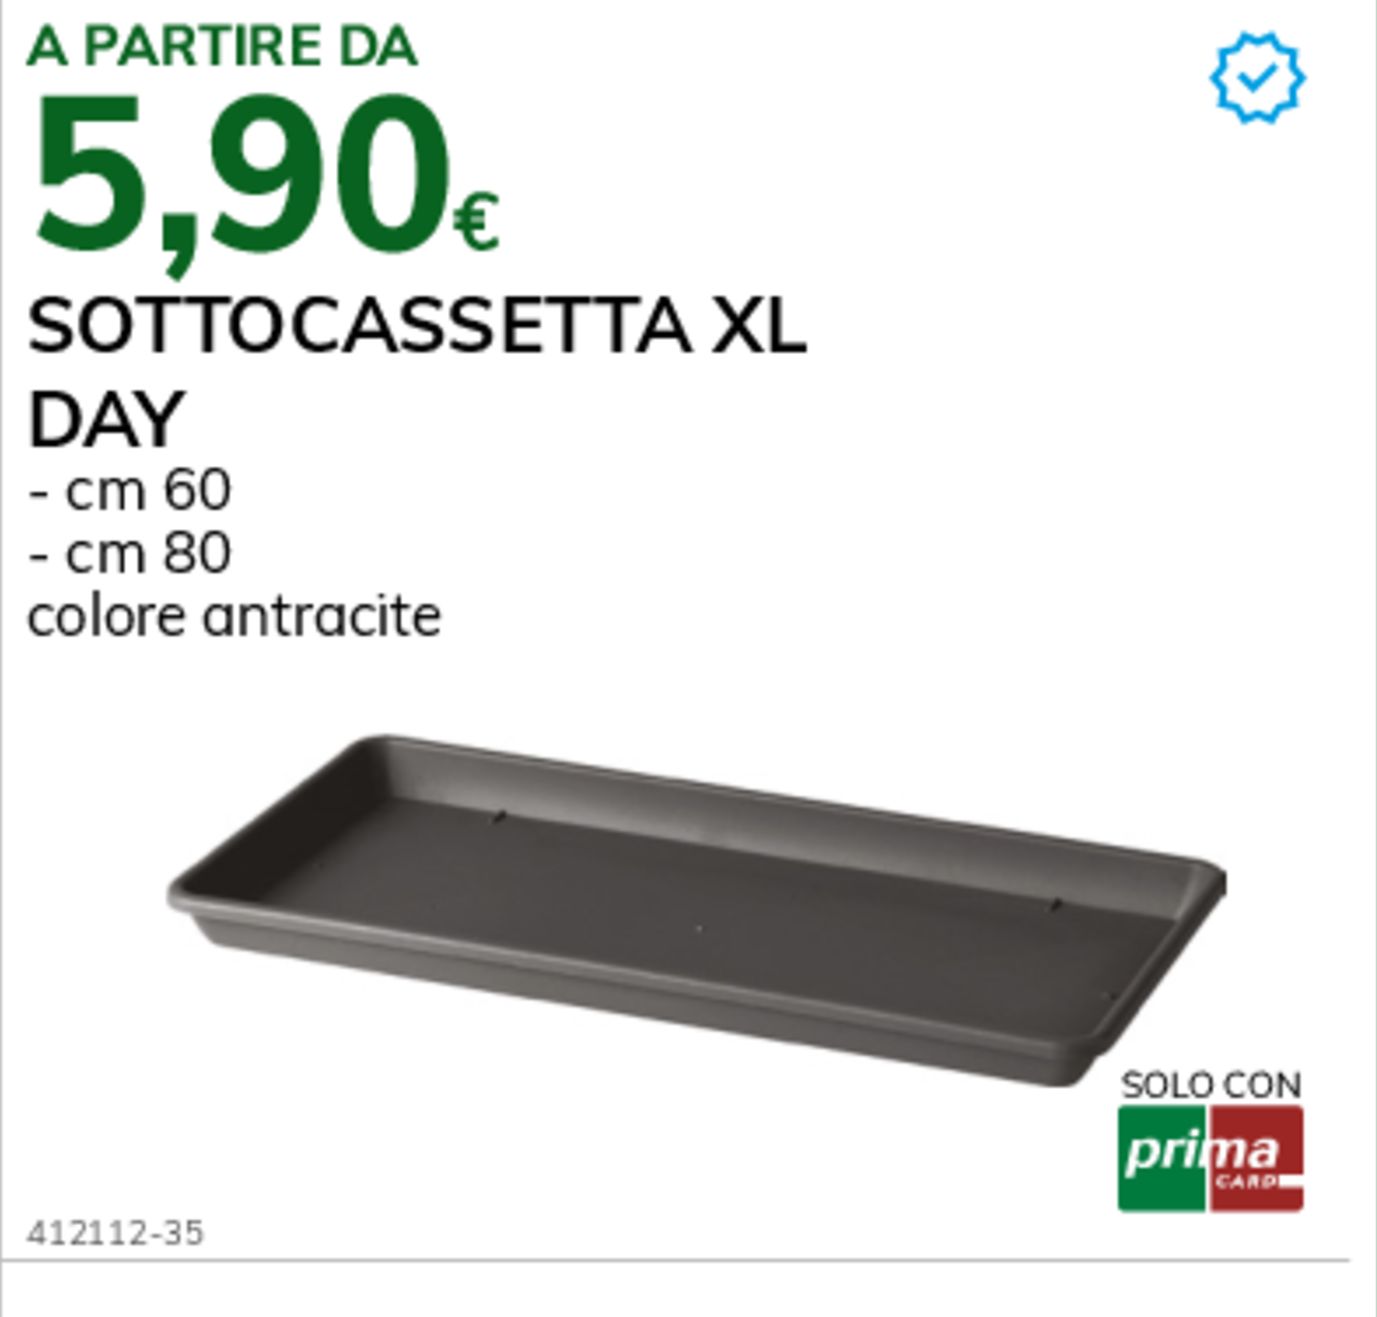 A PARTIRE DA
5,90€
SOTTOCASSETTA XL
DAY
- cm 60
- cm 80
colore antracite
SOLO CON
prima
CARD
412112-35